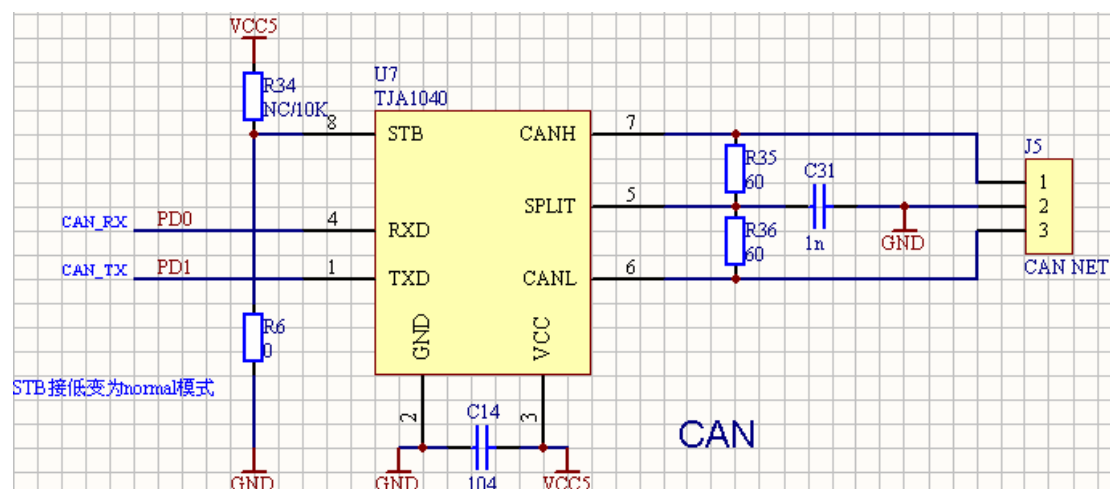 VCC5
R34
NC/10K
U7
TJA1040
8
STB
CANH
7
R35
60
C31
1n
J5
1
2
3
CAN NET
SPLIT
5
GND
CAN_RX
PD0
4
RXD
R36
60
CAN_TX
PD1
1
TXD
CANL
6
GND
VCC
R6
0
STB接低变为normal模式
2
C14
104
3
CAN
GND
GND
VCC5